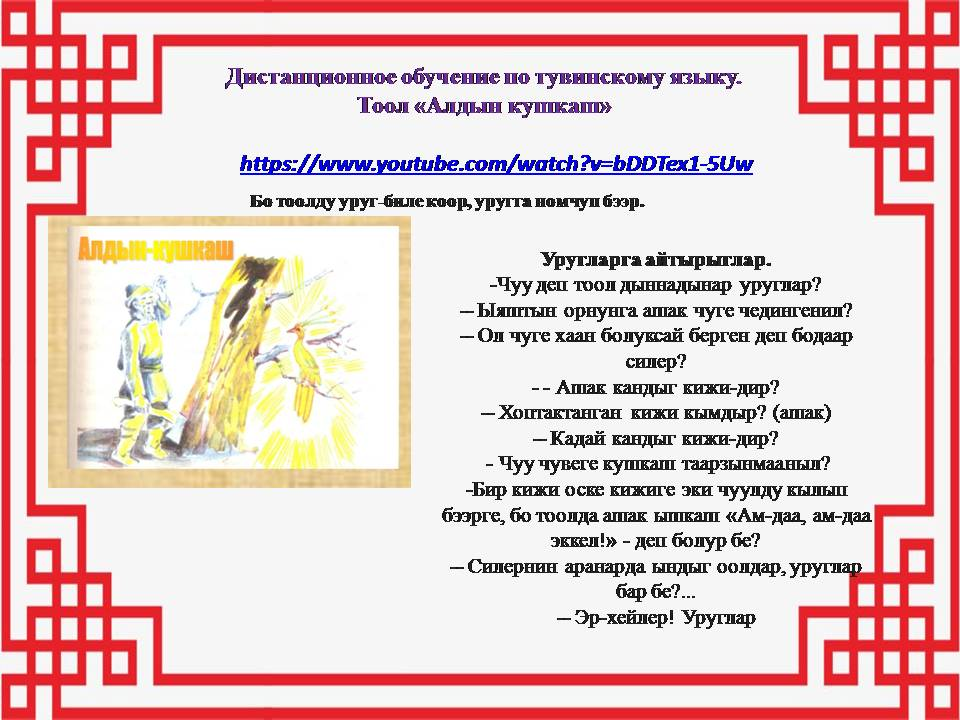 Дистанционное обучение по тувинскому языку.
Тоол «Алдын кушкаш»
https://www.youtube.com/watch?v=bDDTex1-5Uw
Бо тоолду уруг-биле коор, уругга номчуп бээр.
Алдын-кушкаш
Уругларга айтырыглар.
-Чуу деп тоол дыннадынар уруглар?
– Ыяштын орнунга ашак чуге чедингенил?
– Ол чуге хаан болуксай берген деп бодаар
силер?
- - Ашак кандыг кижи-дир?
– Хоптактанган кижи кымдыр? (ашак)
– Кадай кандыг кижи-дир?
- Чуу чувеге кушкаш таарзынмааныл?
-Бир кижи оске кижиге эки чуулду кылып
бээрге, бо тоолда ашак ышкаш «Ам-даа, ам-даа
эккел!» - деп болур бе?
– Силернин аранарда ындыг оолдар, уруглар
бар бе?...
– Эр-хейлер! Уруглар